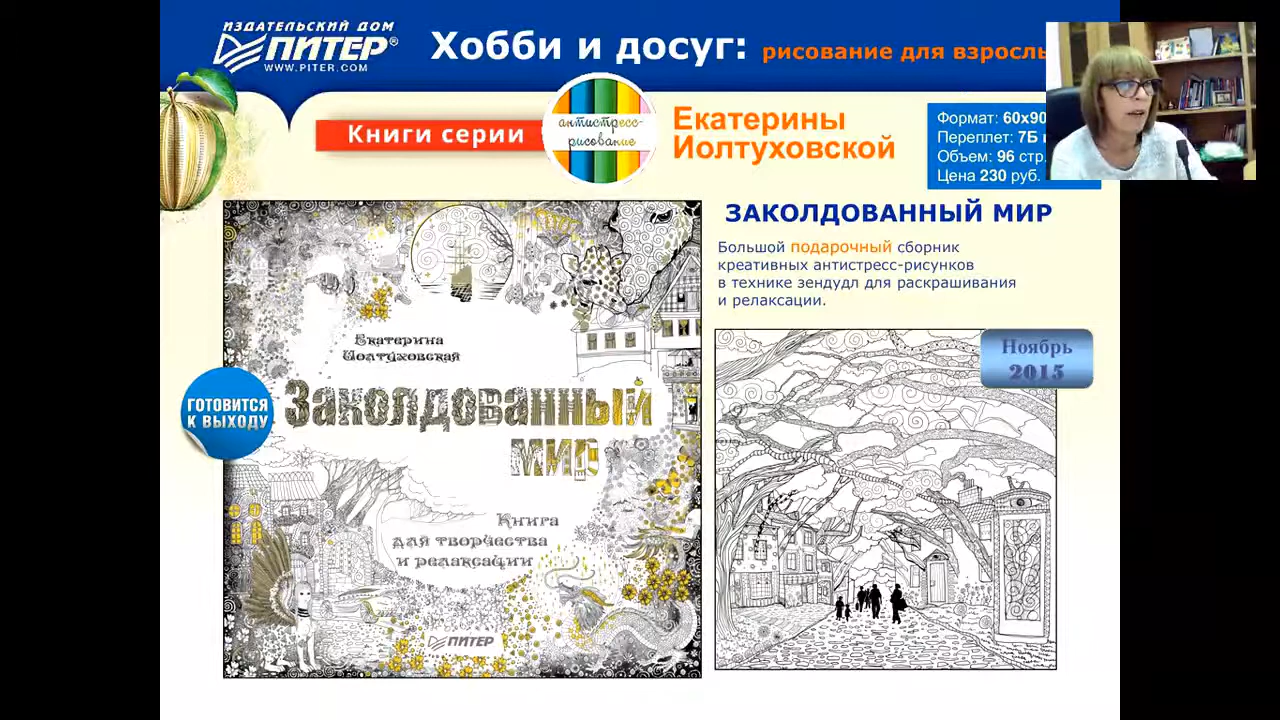 ИЗДАТЕЛЬСКИЙ ДОМ
ПИТЕР®
WWW.PITER.COM
Хобби и досуг: рисование для взрослы
Книги серии
антистресс-
рисование
Екатерины
Иолтуховской
Формат: 60х90
Переплет: 7Б
Объем: 96 стр.
Цена 230 руб.
ЗАКОЛДОВАННЫЙ МИР
Большой подарочный сборник
креативных антистресс-рисунков
в технике зендудл для раскрашивания
и релаксации.
Ноябрь
2015
ГОТОВИТСЯ
К ВЫХОДУ
Екатерина
Иолтуховская
Заколдованный
мир
Книга
для творчества
и релаксации
ПИТЕР